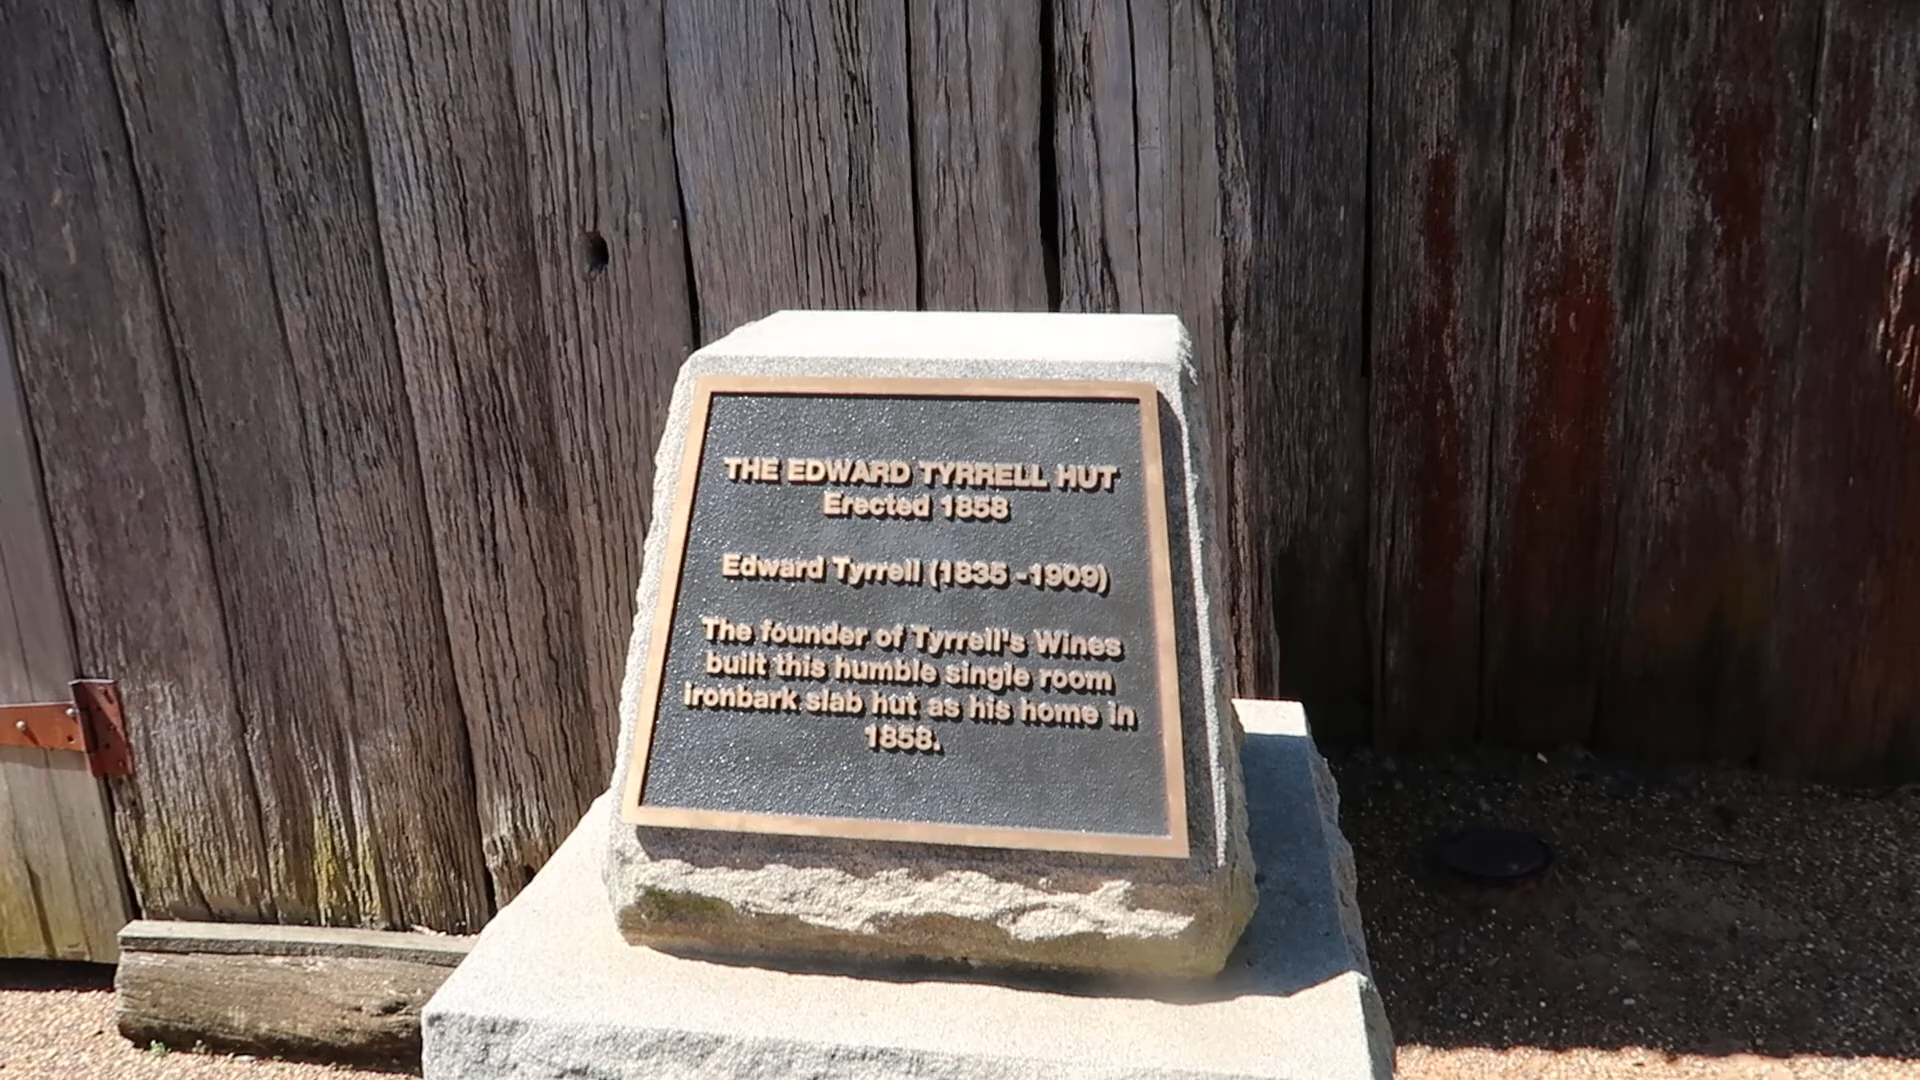 THE EDWARD TYRRELL HUT
Erected 1858
Edward Tyrrell (1835 -1909)
The founder of Tyrrell's Wines
built this humble single room
ironbark slab hut as his home in
1858.